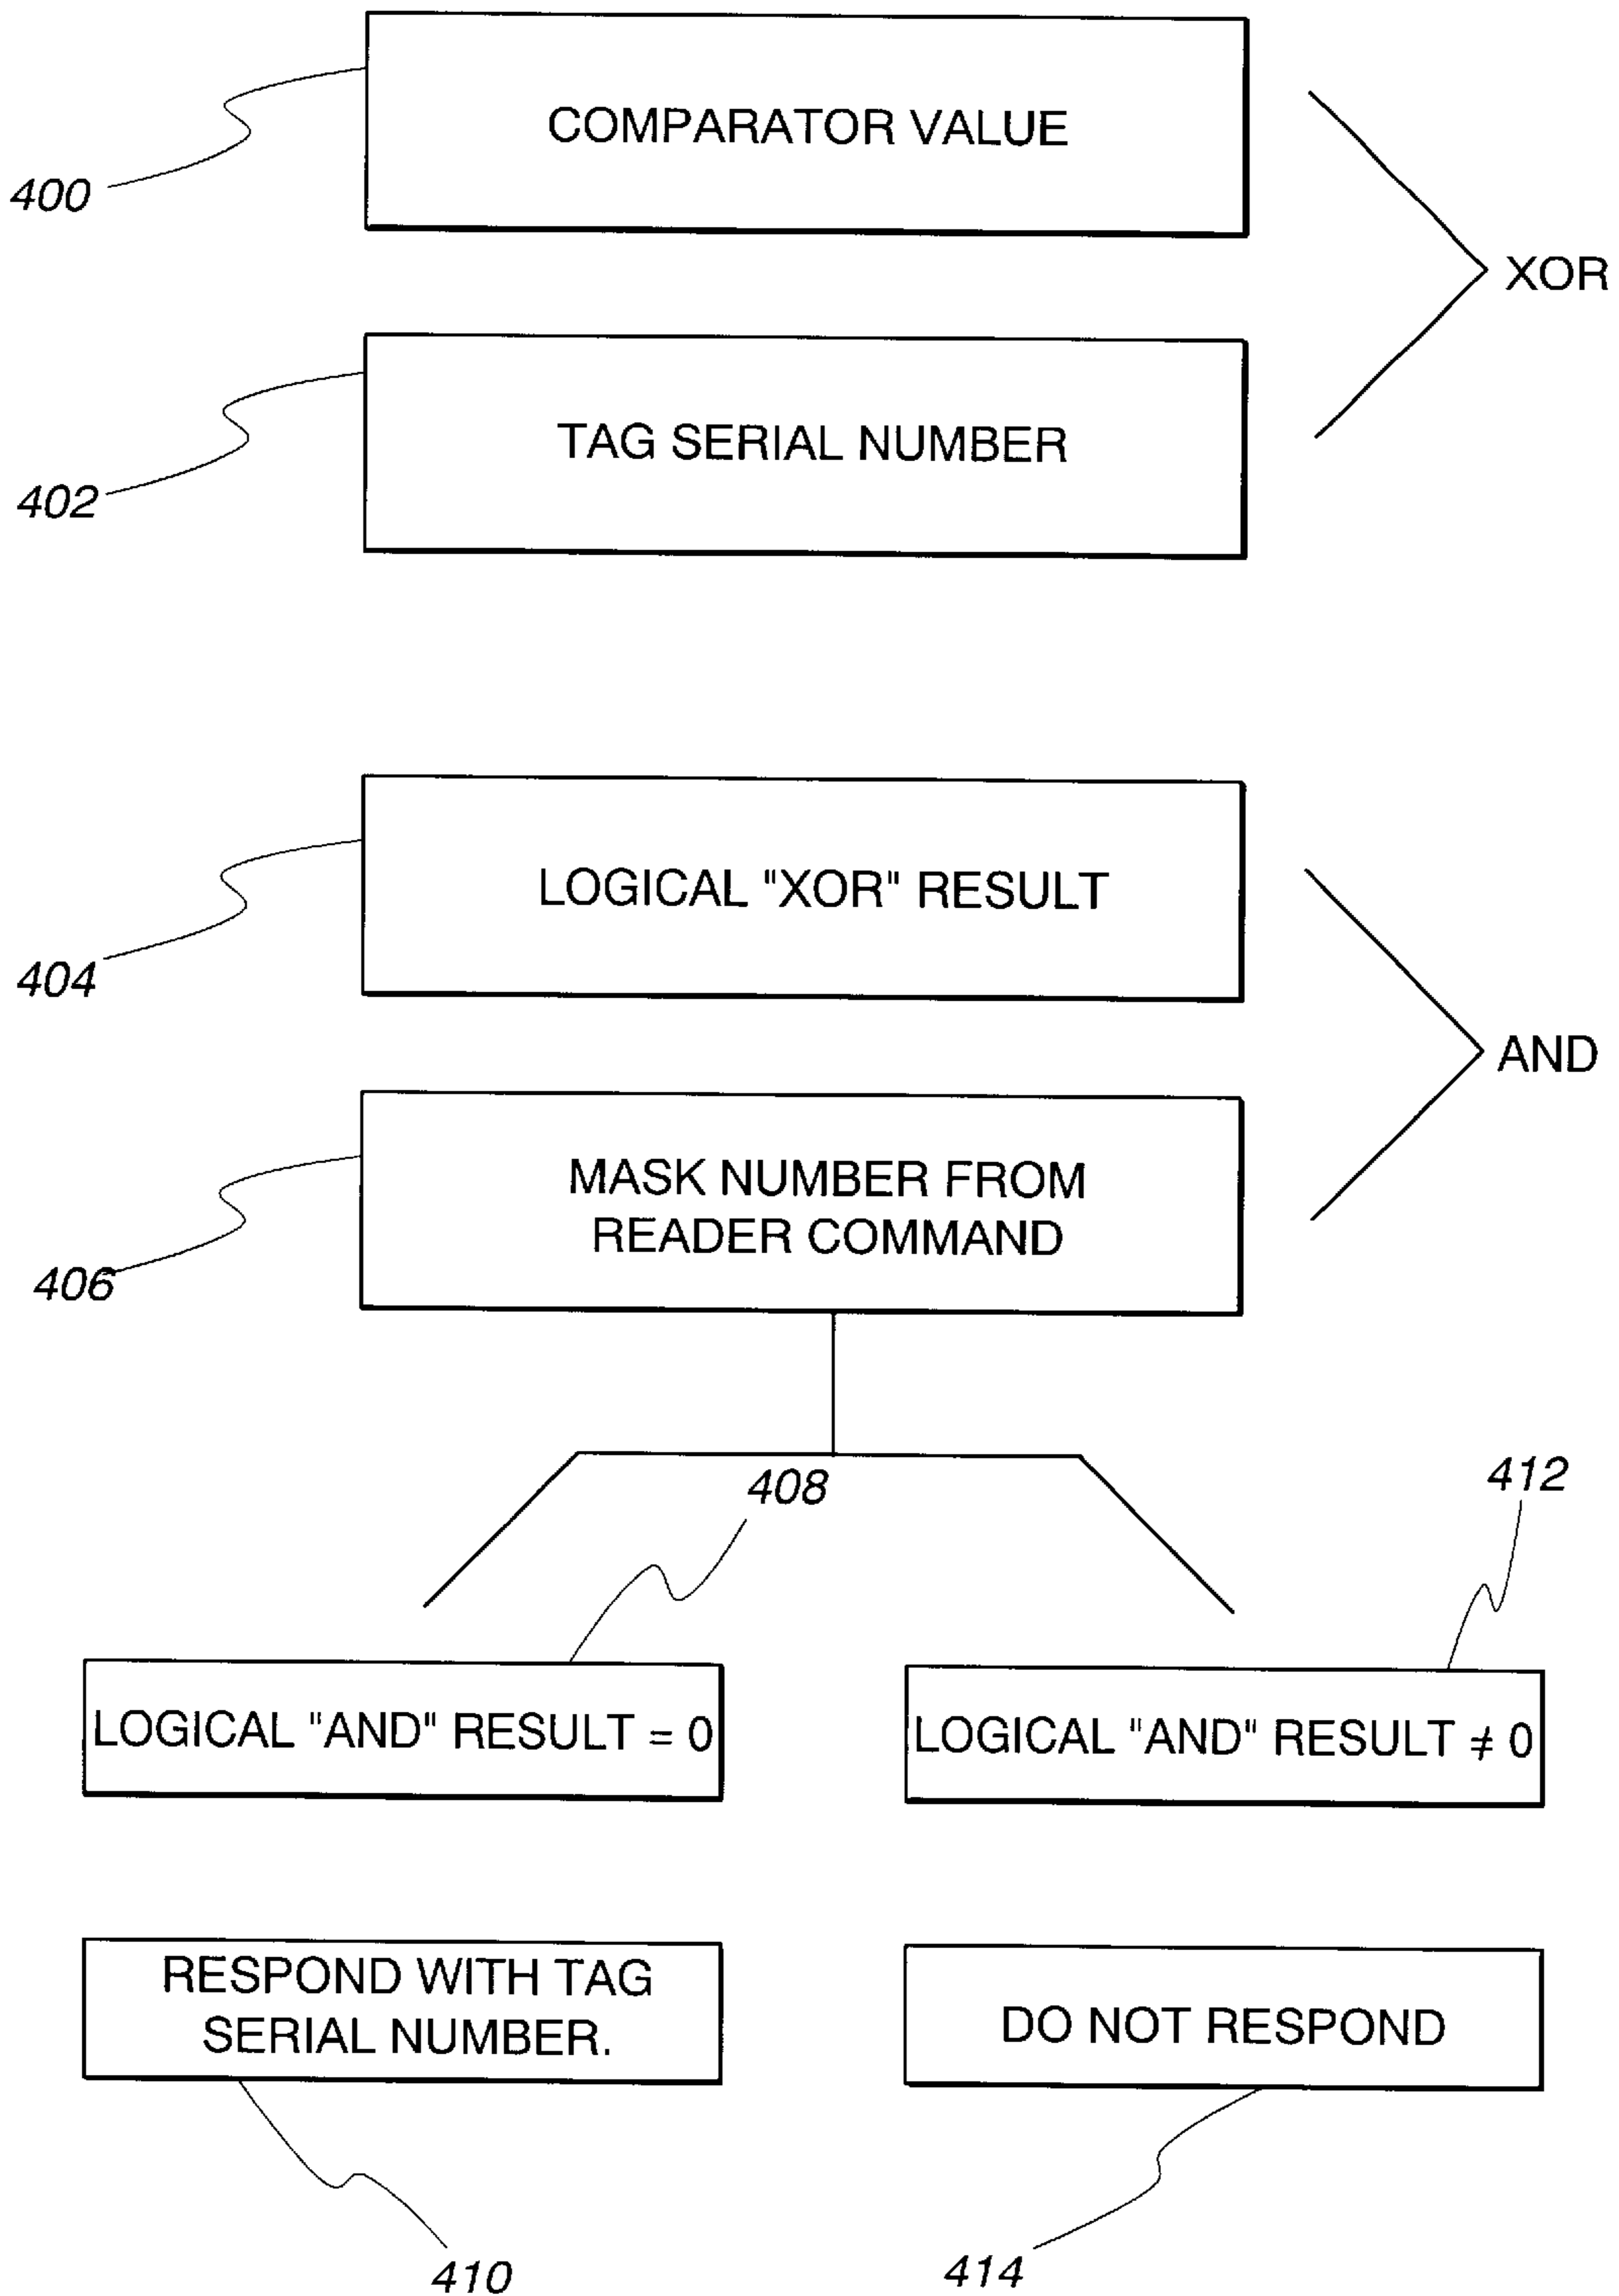 COMPARATOR VALUE
400
XOR
TAG SERIAL NUMBER
402
LOGICAL "XOR" RESULT
404
AND
MASK NUMBER FROM
READER COMMAND
406
408
412
LOGICAL "AND" RESULT = 0
LOGICAL "AND" RESULT ≠ 0
RESPOND WITH TAG
SERIAL NUMBER.
DO NOT RESPOND
410
414